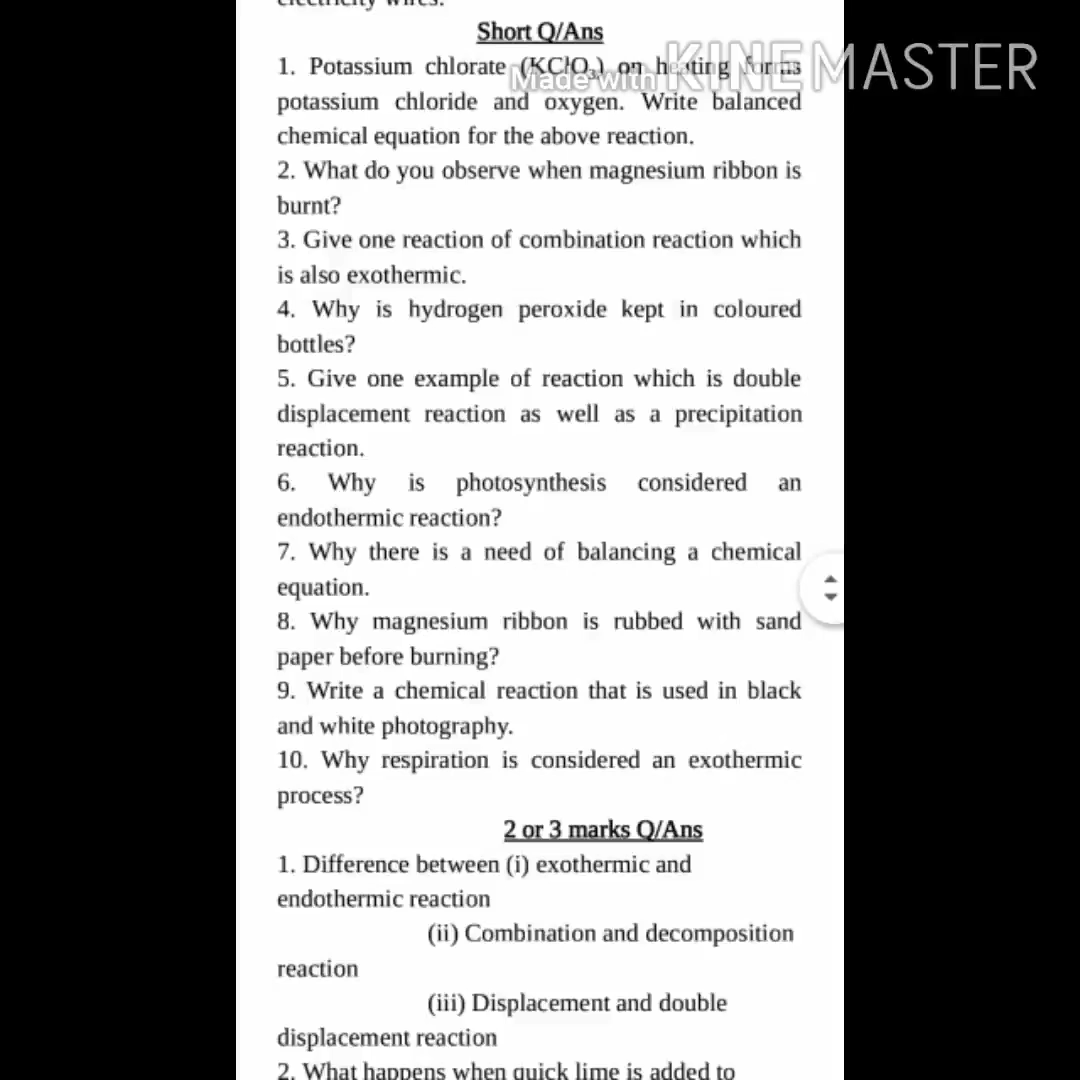 electricity wires.
Short Q/Ans
1. Potassium chlorate (KClO₃) on heating forms
Made with KINEMASTER
potassium chloride and oxygen. Write balanced
chemical equation for the above reaction.
2. What do you observe when magnesium ribbon is
burnt?
3. Give one reaction of combination reaction which
is also exothermic.
4. Why is hydrogen peroxide kept in coloured
bottles?
5. Give one example of reaction which is double
displacement reaction as well as a precipitation
reaction.
6. Why is photosynthesis considered an
endothermic reaction?
7. Why there is a need of balancing a chemical
equation.
8. Why magnesium ribbon is rubbed with sand
paper before burning?
9. Write a chemical reaction that is used in black
and white photography.
10. Why respiration is considered an exothermic
process?
2 or 3 marks Q/Ans
1. Difference between (i) exothermic and
endothermic reaction
(ii) Combination and decomposition
reaction
(iii) Displacement and double
displacement reaction
2. What happens when quick lime is added to